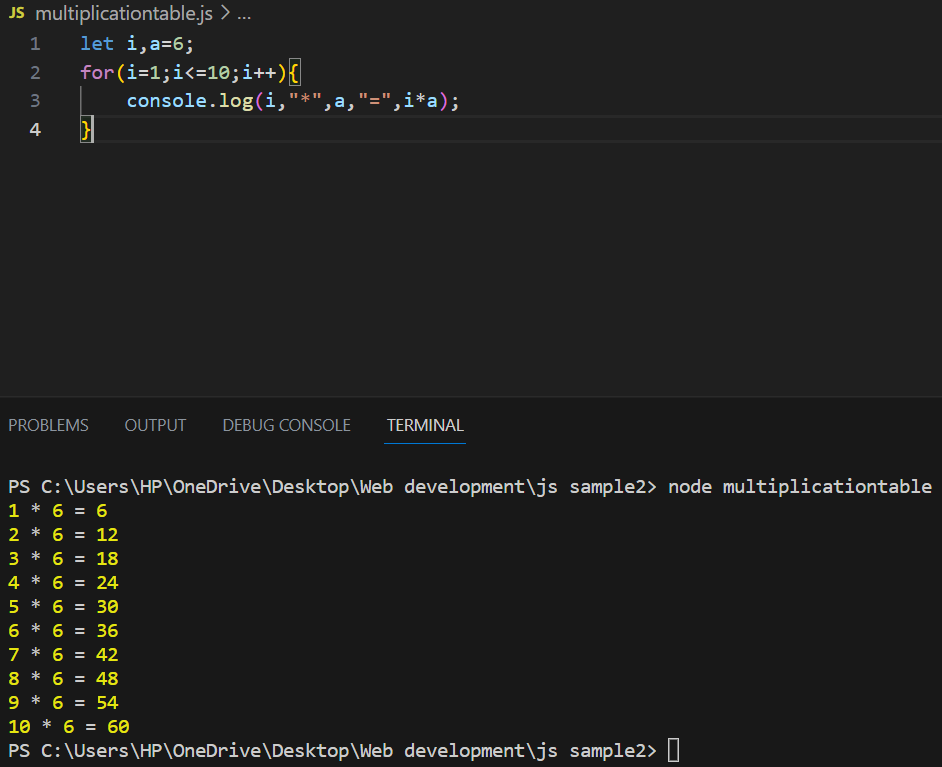 JS multiplicationtable.js > ...
1 let i,a=6;
2 for(i=1;i<=10;i++){
3     console.log(i,"*",a,"=",i*a);
4 }
PROBLEMS OUTPUT DEBUG CONSOLE TERMINAL
PS C:\Users\HP\OneDrive\Desktop\Web development\js sample2> node multiplicationtable
1 * 6 = 6
2 * 6 = 12
3 * 6 = 18
4 * 6 = 24
5 * 6 = 30
6 * 6 = 36
7 * 6 = 42
8 * 6 = 48
9 * 6 = 54
10 * 6 = 60
PS C:\Users\HP\OneDrive\Desktop\Web development\js sample2>